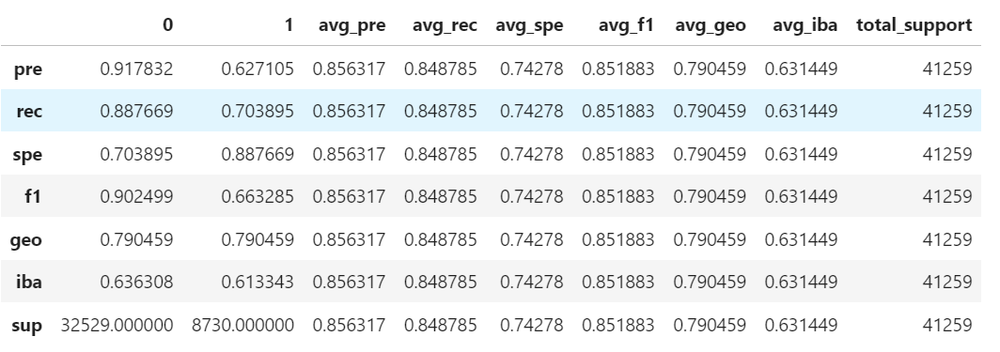 0 1 avg_pre avg_rec avg_spe avg_f1 avg_geo avg_iba total_support
pre 0.917832 0.627105 0.856317 0.848785 0.74278 0.851883 0.790459 0.631449 41259
rec 0.887669 0.703895 0.856317 0.848785 0.74278 0.851883 0.790459 0.631449 41259
spe 0.703895 0.887669 0.856317 0.848785 0.74278 0.851883 0.790459 0.631449 41259
f1 0.902499 0.663285 0.856317 0.848785 0.74278 0.851883 0.790459 0.631449 41259
geo 0.790459 0.790459 0.856317 0.848785 0.74278 0.851883 0.790459 0.631449 41259
iba 0.636308 0.613343 0.856317 0.848785 0.74278 0.851883 0.790459 0.631449 41259
sup 32529.000000 8730.000000 0.856317 0.848785 0.74278 0.851883 0.790459 0.631449 41259